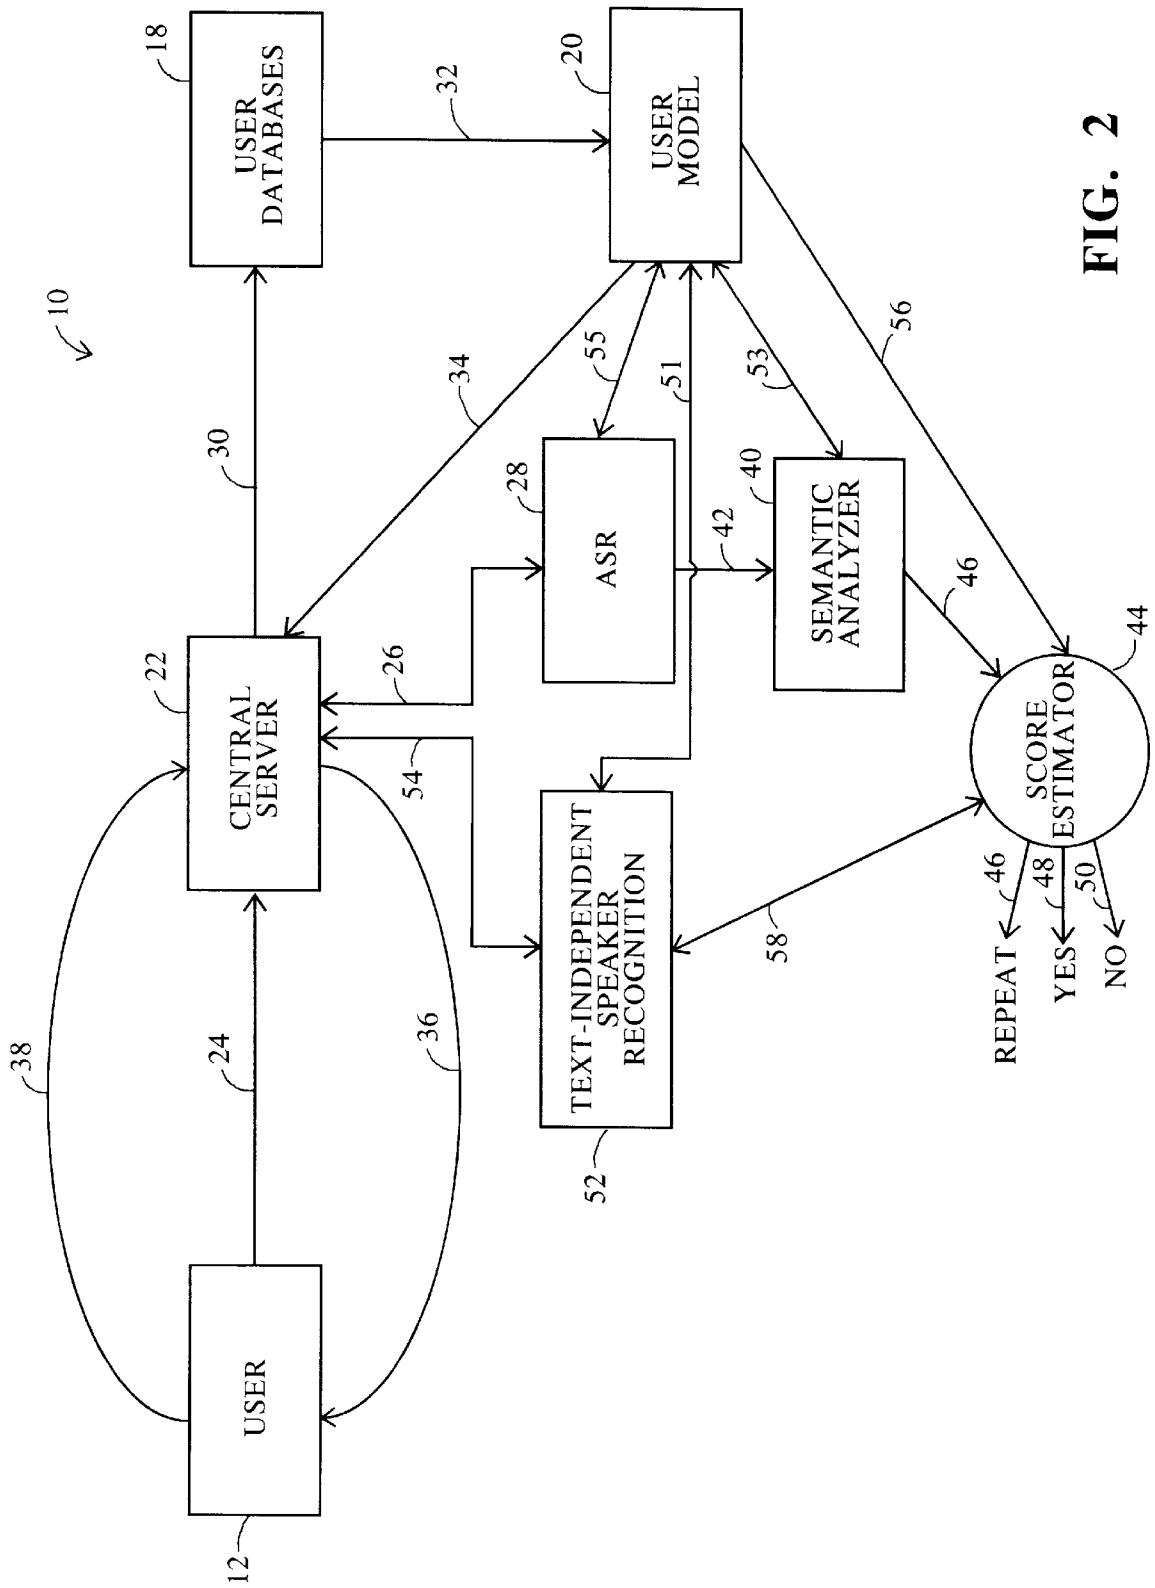 10
38
24
36
12
USER
22
CENTRAL
SERVER
30
18
USER
DATABASES
32
34
26
54
20
USER
MODEL
55
51
53
56
28
ASR
42
52
TEXT-INDEPENDENT
SPEAKER
RECOGNITION
40
SEMANTIC
ANALYZER
46
58
44
SCORE
ESTIMATOR
46
48
50
REPEAT
YES
NO
FIG. 2